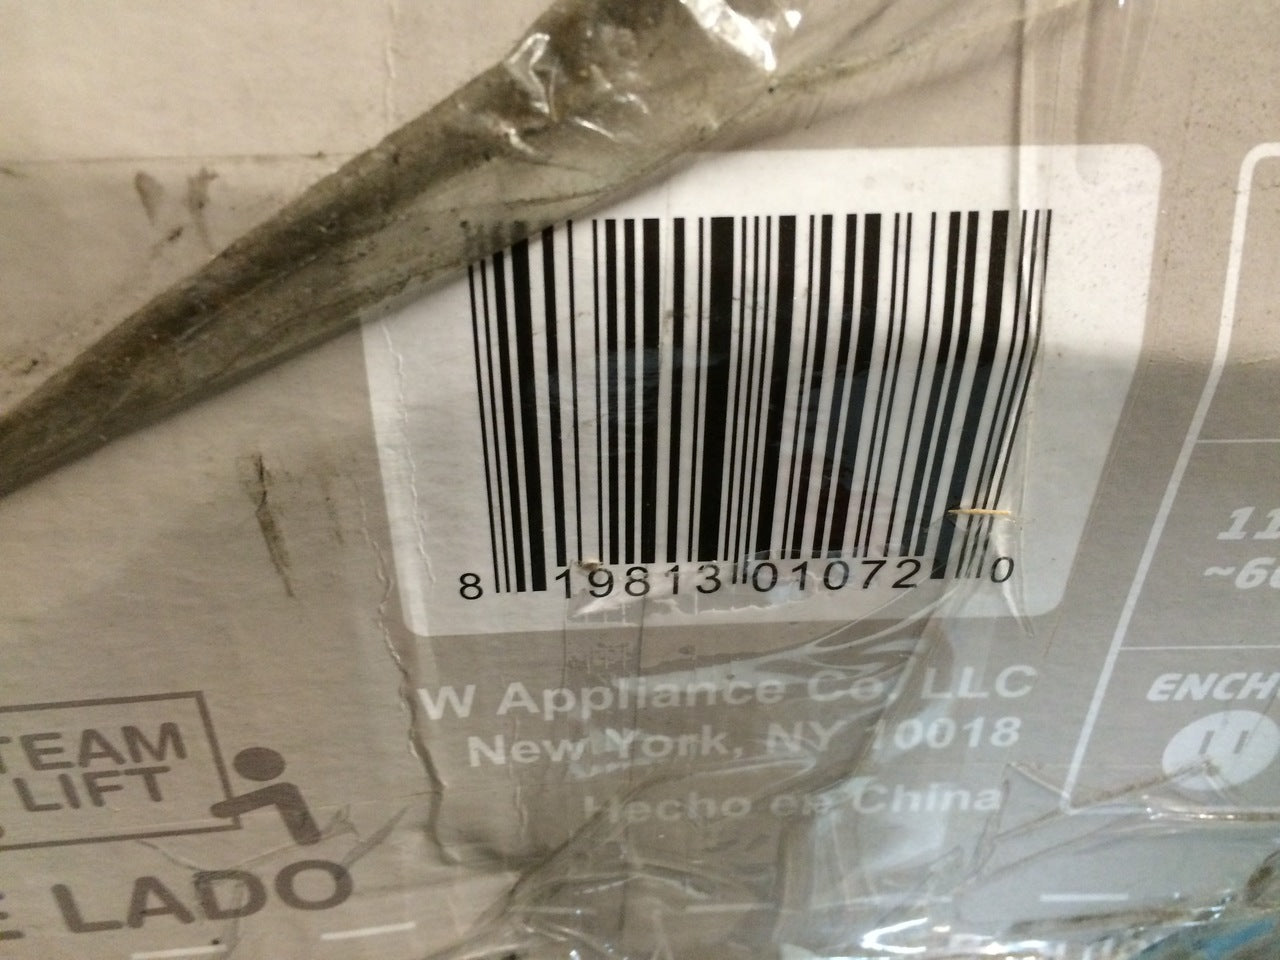 8 19813 01072 0
W Appliance Co. LLC
New York, NY 10018
Hecho en China
TEAM
LIFT
LADO